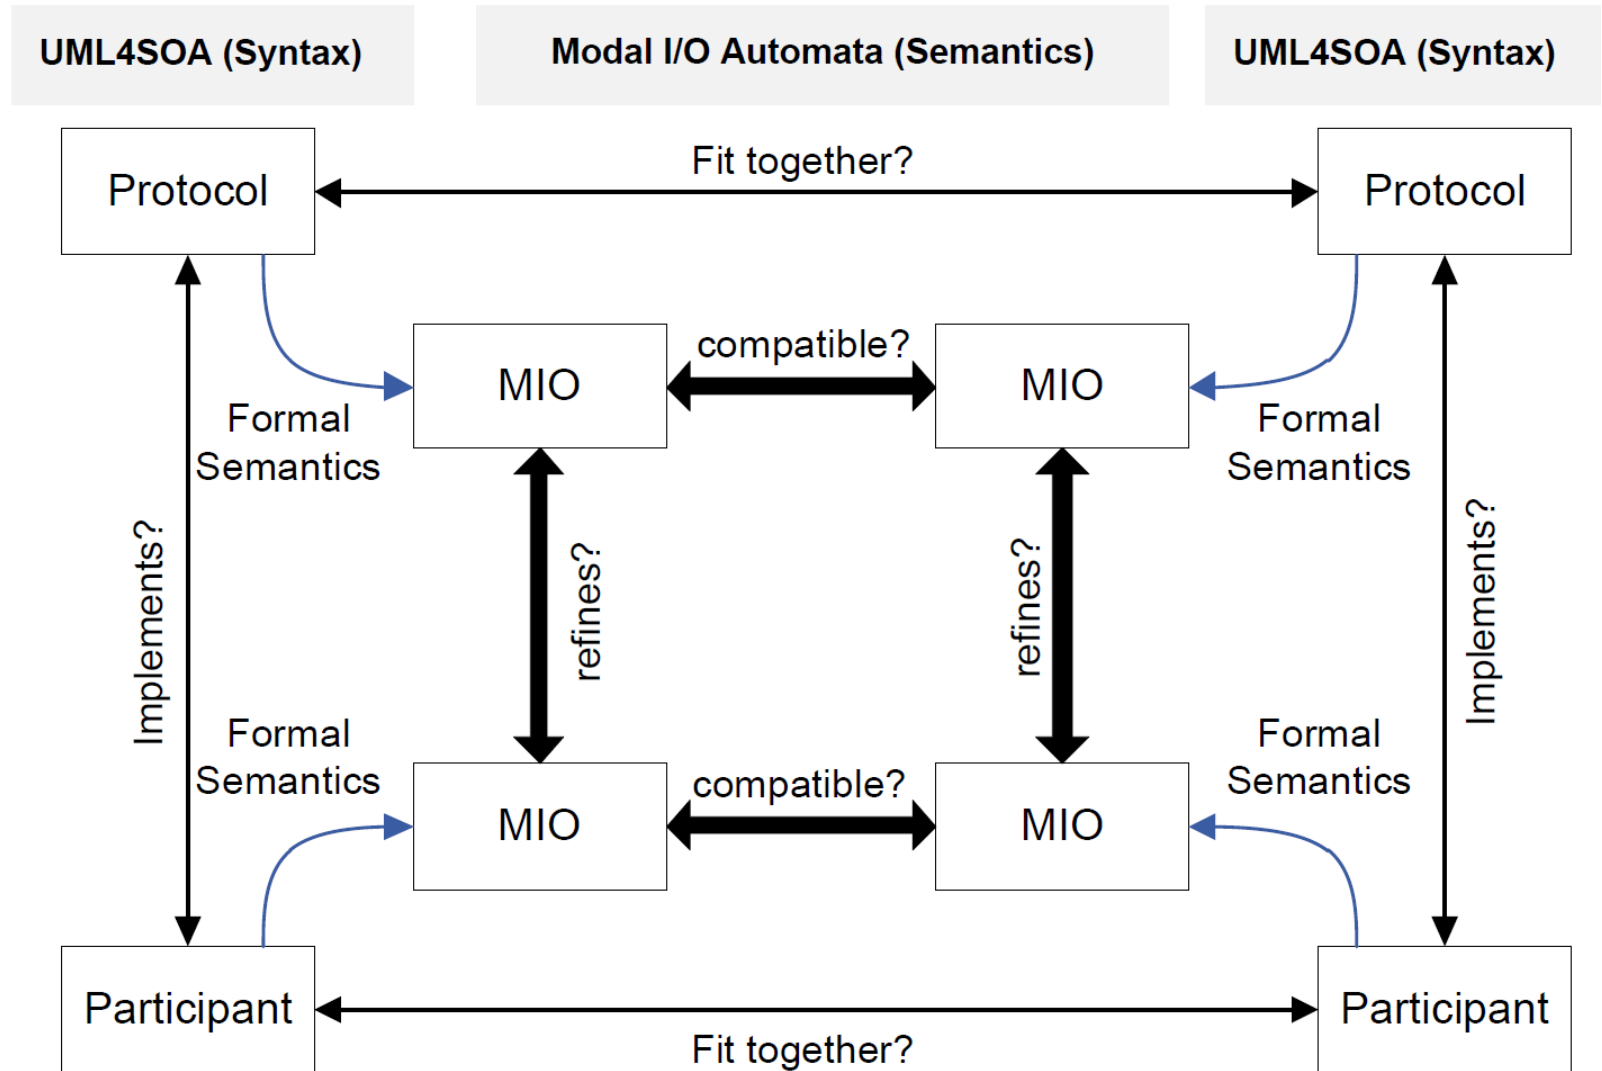 UML4SOA (Syntax)
Modal I/O Automata (Semantics)
UML4SOA (Syntax)
Protocol
Fit together?
Protocol
MIO
compatible?
MIO
Formal
Semantics
Formal
Semantics
Implements?
refines?
refines?
Implements?
Formal
Semantics
Formal
Semantics
MIO
compatible?
MIO
Participant
Fit together?
Participant